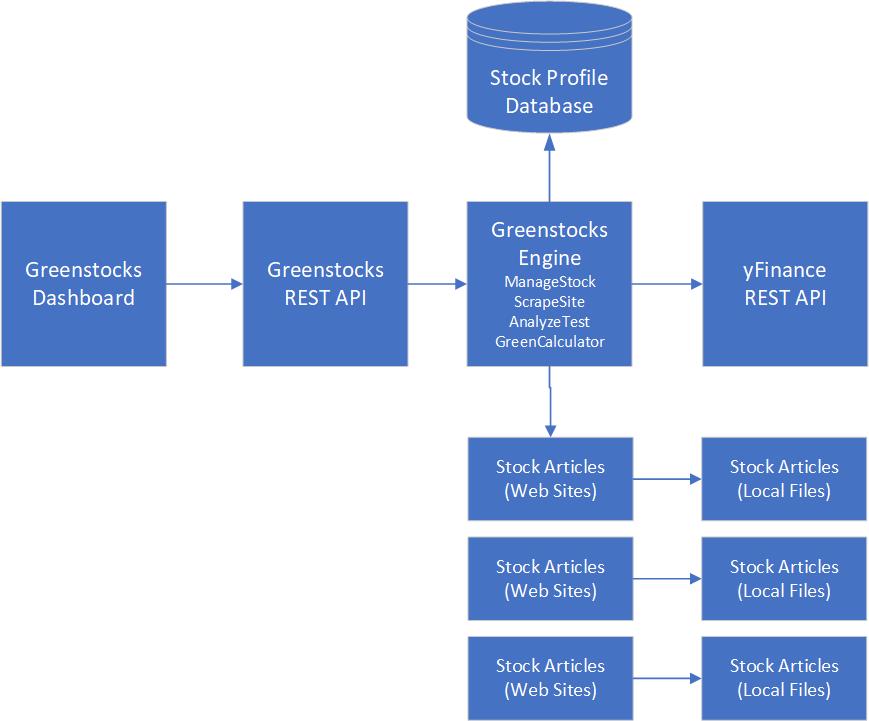 Stock Profile
Database
Greenstocks
Dashboard
Greenstocks
REST API
Greenstocks
Engine
ManageStock
ScrapeSite
AnalyzeTest
GreenCalculator
yFinance
REST API
Stock Articles
(Web Sites)
Stock Articles
(Local Files)
Stock Articles
(Web Sites)
Stock Articles
(Local Files)
Stock Articles
(Web Sites)
Stock Articles
(Local Files)